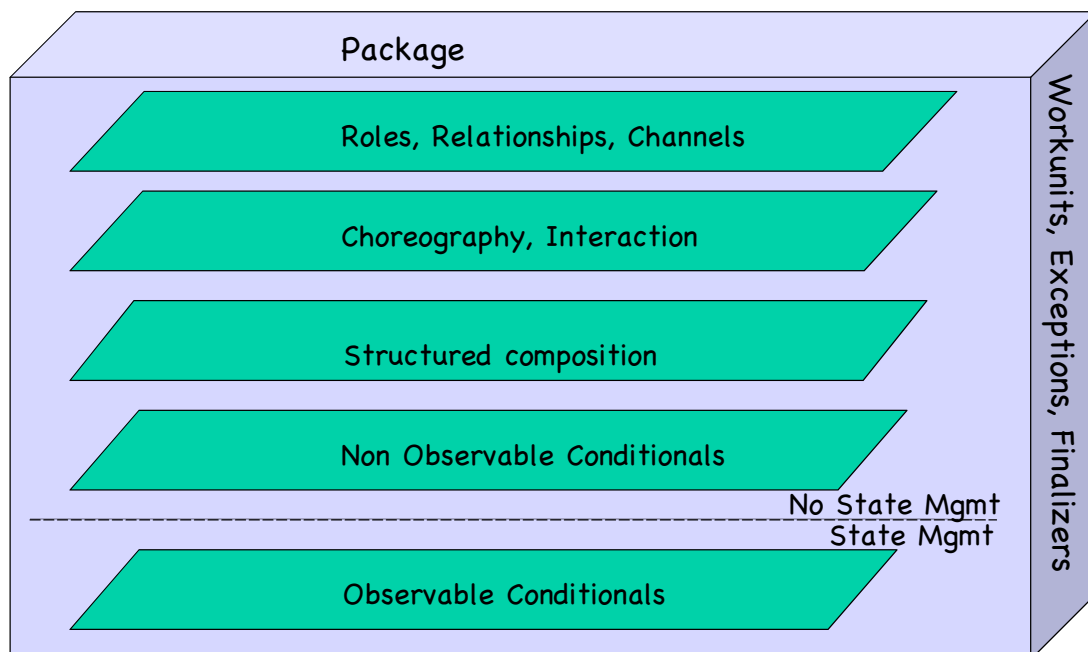 Package
Roles, Relationships, Channels
Choreography, Interaction
Structured composition
Non Observable Conditionals
No State Mgmt
State Mgmt
Observable Conditionals
Workunits, Exceptions, Finalizers